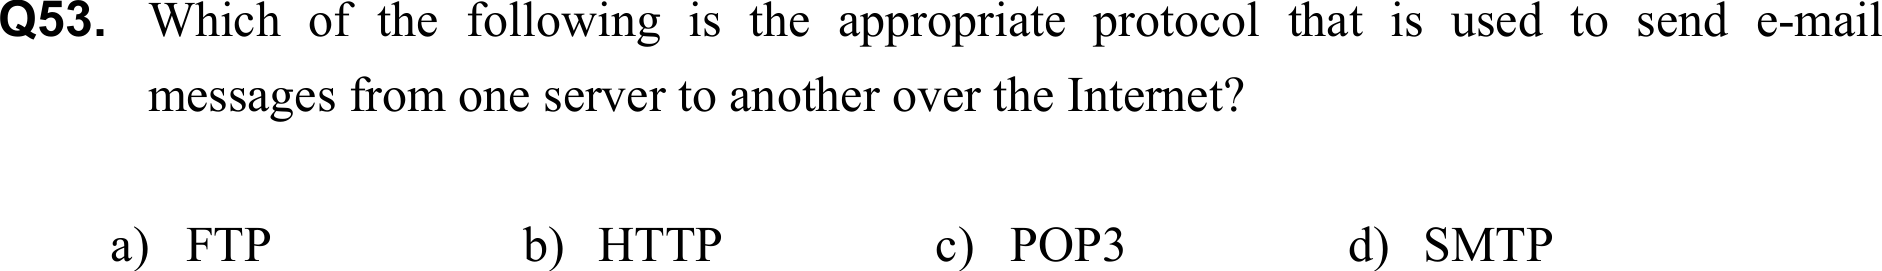 Q53. Which of the following is the appropriate protocol that is used to send e-mail
messages from one server to another over the Internet?
a) FTP b) HTTP c) POP3 d) SMTP